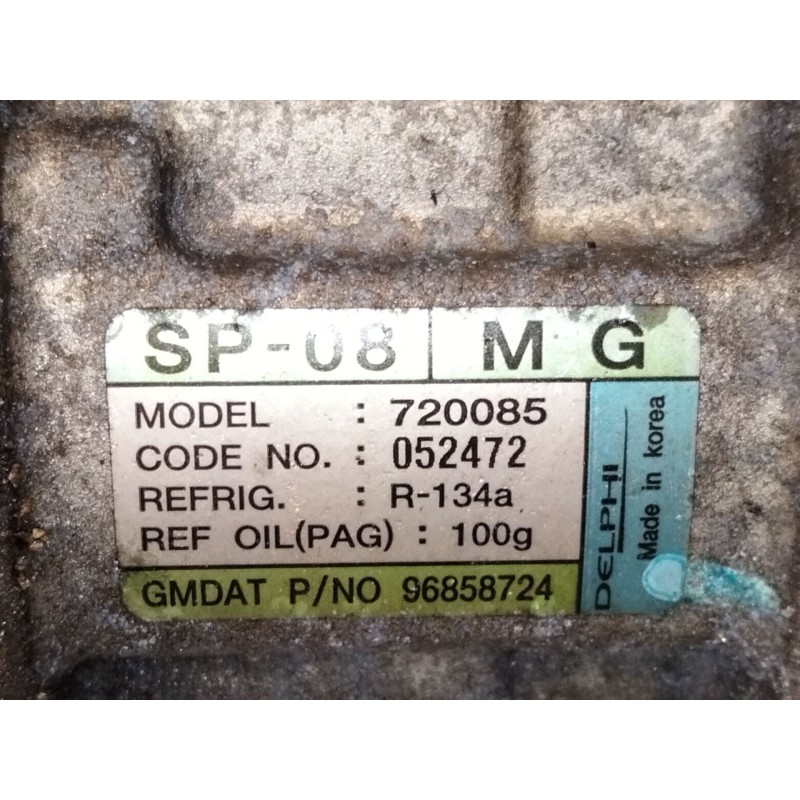 SP-08 M G
MODEL : 720085
CODE NO. : 052472
REFRIG. : R-134a
REF OIL(PAG) : 100g
GMDAT P/NO 96858724
DELPHI
Made in korea